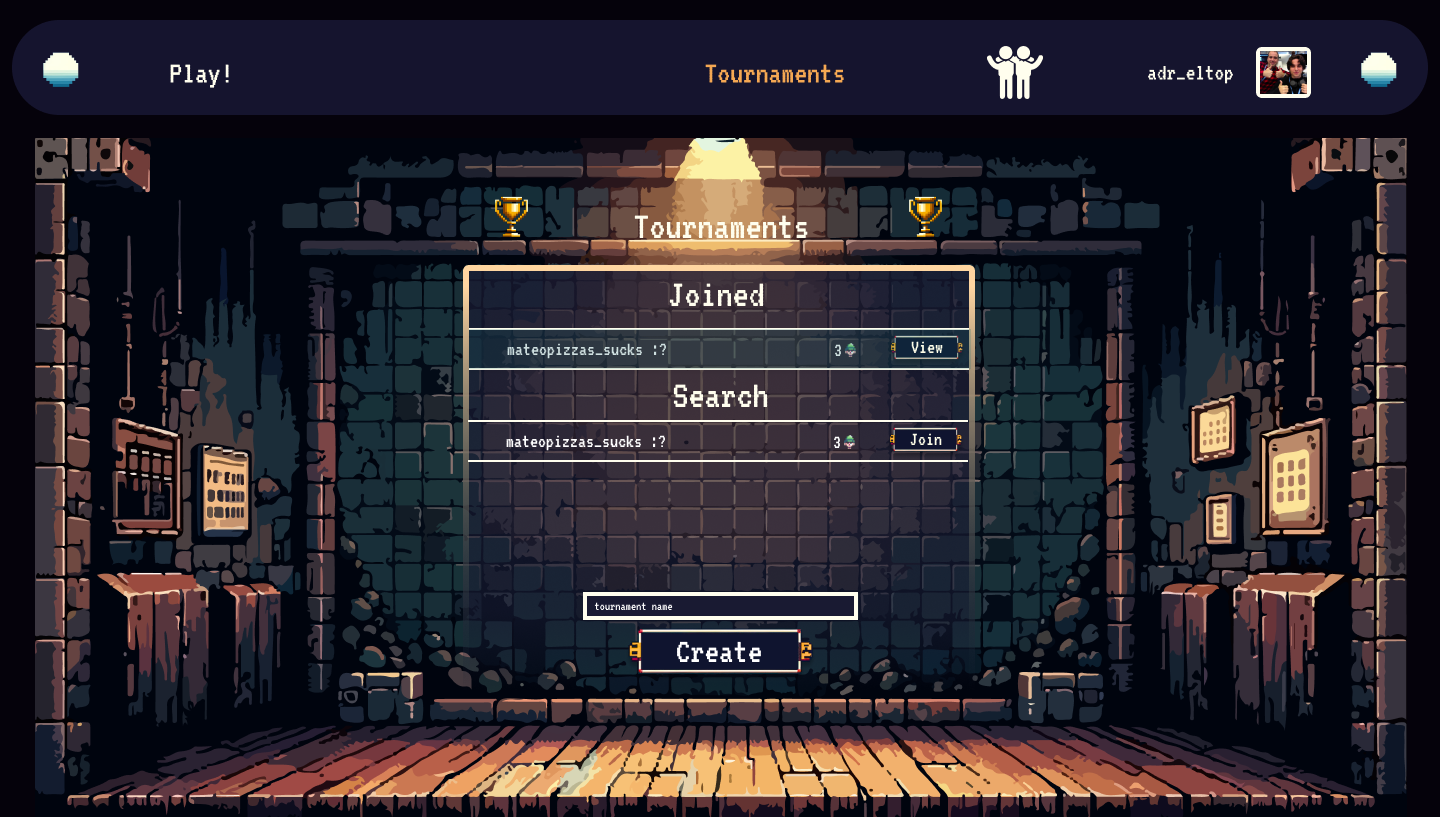 Play!
Tournaments
adr_eltop
Tournaments
Joined
mateopizzas_sucks :? 3 View
Search
mateopizzas_sucks :? 3 Join
tournament name
Create